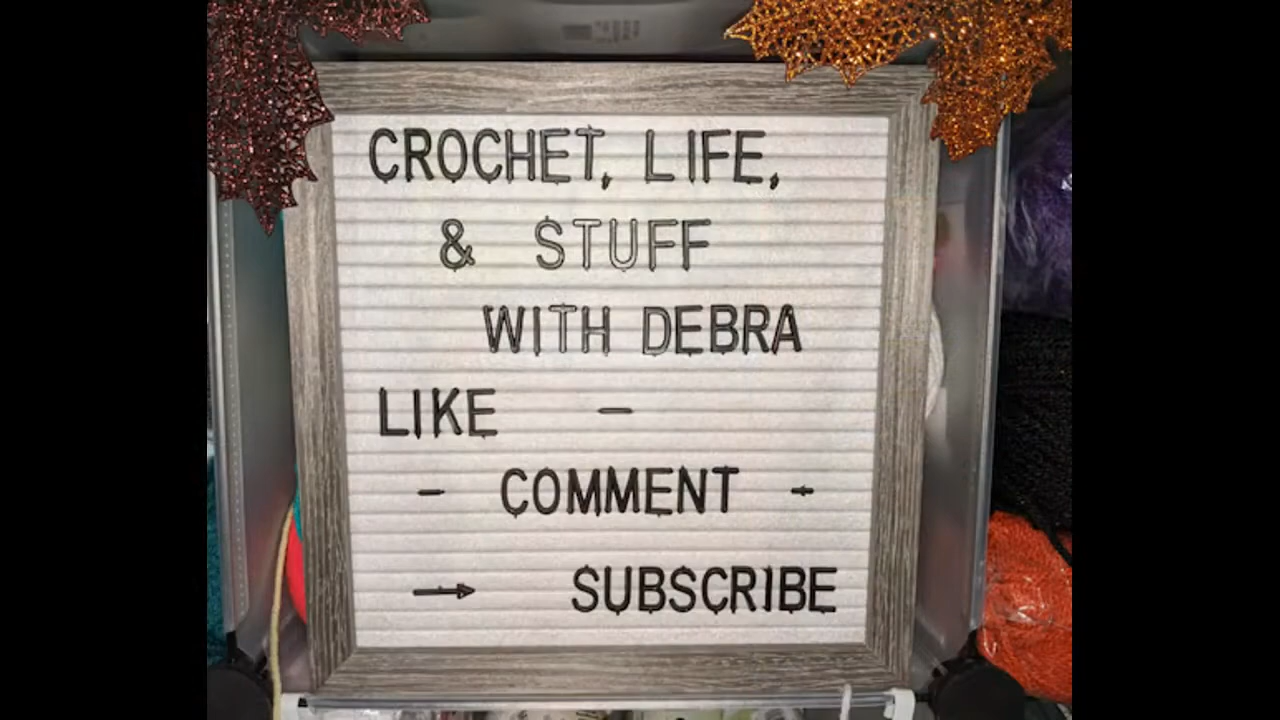 CROCHET, LIFE,
& STUFF
WITH DEBRA
LIKE -
- COMMENT -
→ SUBSCRIBE